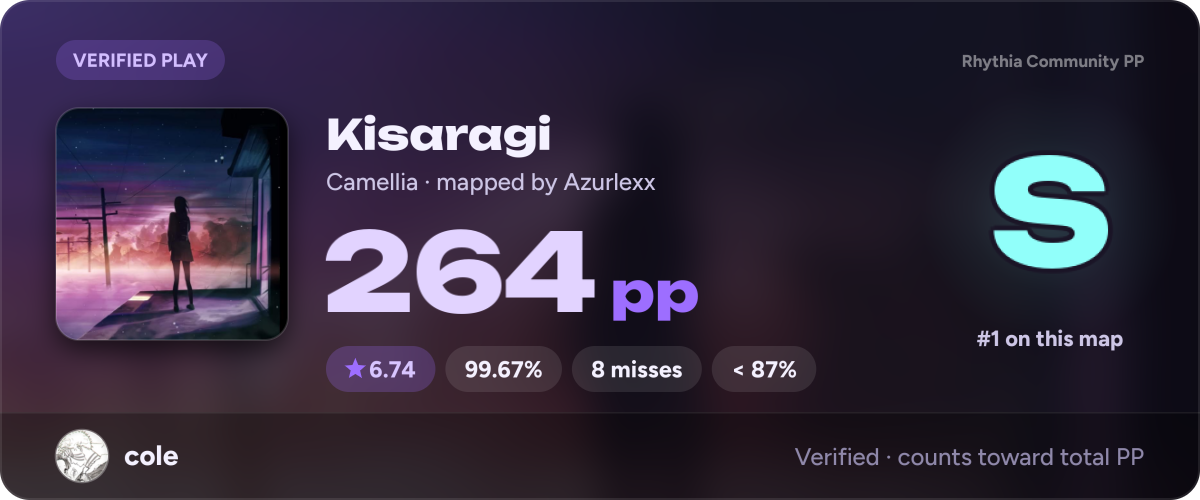 VERIFIED PLAY
Rhythia Community PP
Kisaragi
Camellia · mapped by Azurlexx
264 pp
S
#1 on this map
★ 6.74
99.67%
8 misses
< 87%
cole
Verified · counts toward total PP